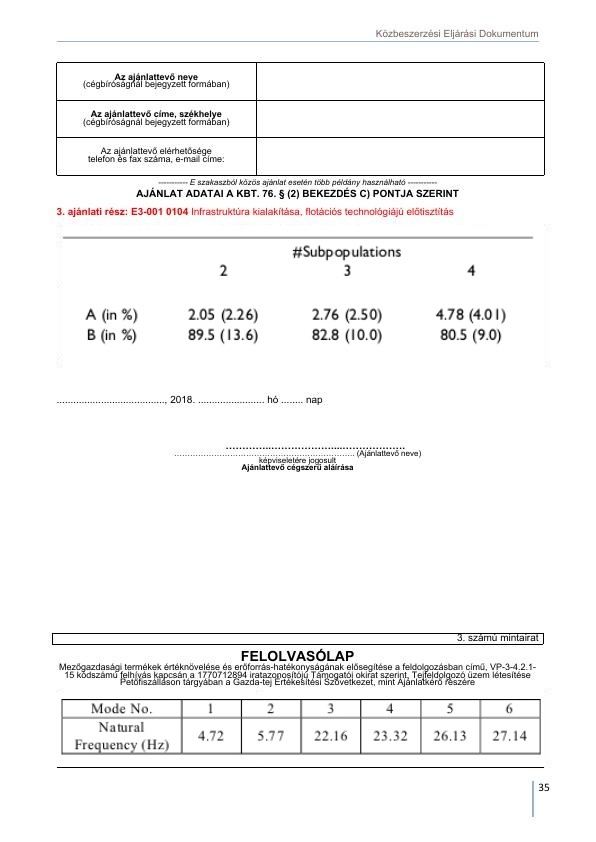 Közbeszerzési Eljárási Dokumentum
Az ajánlattevő neve
(cégbíróságnál bejegyzett formában)
Az ajánlattevő címe, székhelye
(cégbíróságnál bejegyzett formában)
Az ajánlattevő elérhetősége
telefon és fax száma, e-mail címe:
----------- E szakaszból közös ajánlat esetén több példány használható -----------
AJÁNLAT ADATAI A KBT. 76. § (2) BEKEZDÉS C) PONTJA SZERINT
3. ajánlati rész: E3-001 0104 Infrastruktúra kialakítása, flotációs technológiájú előtisztítás
#Subpopulations
2 3 4
A (in %) 2.05 (2.26) 2.76 (2.50) 4.78 (4.01)
B (in %) 89.5 (13.6) 82.8 (10.0) 80.5 (9.0)
......................................., 2018. ........................ hó ........ nap
…………...…………………...………………
…………………………………………………………… (Ajánlattevő neve)
képviseletére jogosult
Ajánlattevő cégszerű aláírása
3. számú mintairat
FELOLVASÓLAP
Mezőgazdasági termékek értéknövelése és erőforrás-hatékonyságának elősegítése a feldolgozásban című, VP-3-4.2.1-
15 kódszámú felhívás kapcsán a 1770712894 iratazonosítójú Támogatói okirat szerint, Tejfeldolgozó üzem létesítése
Petőfiszálláson tárgyában a Gazda-tej Értékesítési Szövetkezet, mint Ajánlatkérő részére
Mode No. 1 2 3 4 5 6
Natural
Frequency (Hz) 4.72 5.77 22.16 23.32 26.13 27.14
35